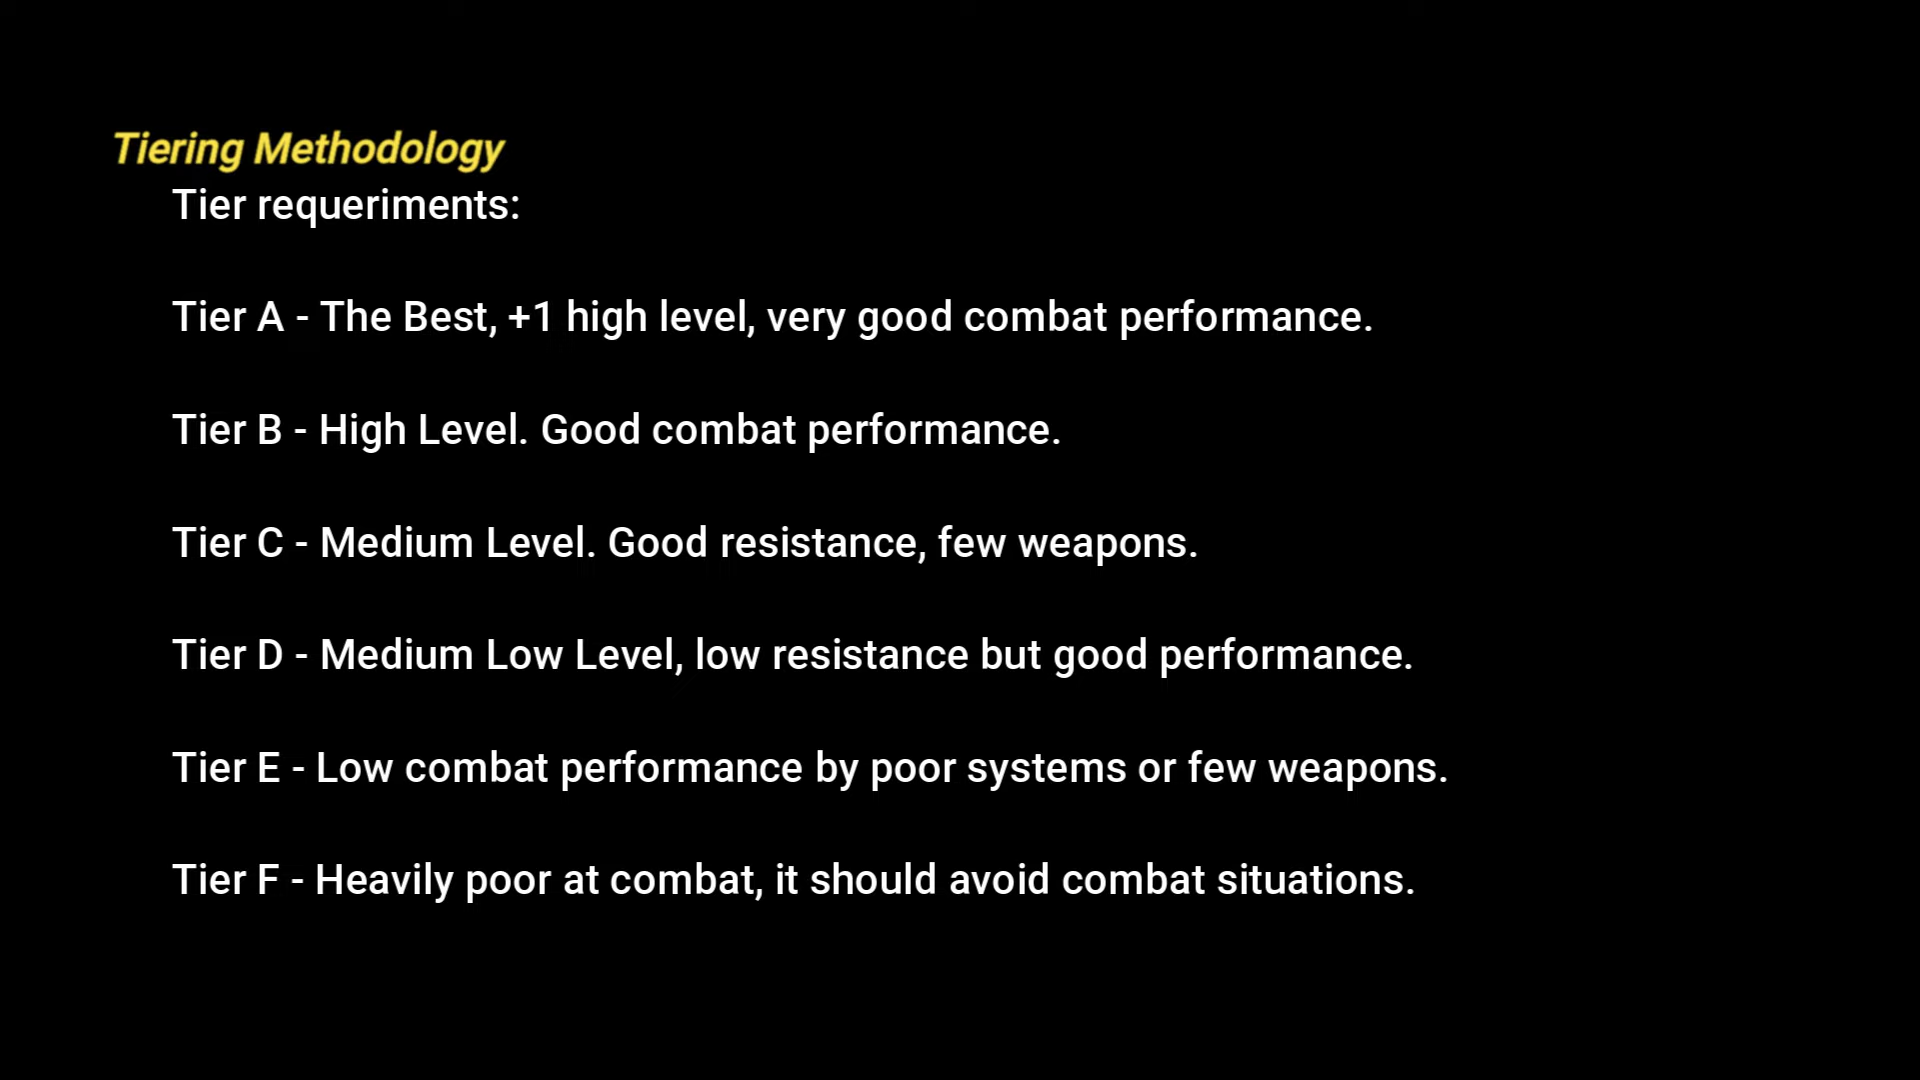 Tiering Methodology
Tier requeriments:
Tier A - The Best, +1 high level, very good combat performance.
Tier B - High Level. Good combat performance.
Tier C - Medium Level. Good resistance, few weapons.
Tier D - Medium Low Level, low resistance but good performance.
Tier E - Low combat performance by poor systems or few weapons.
Tier F - Heavily poor at combat, it should avoid combat situations.